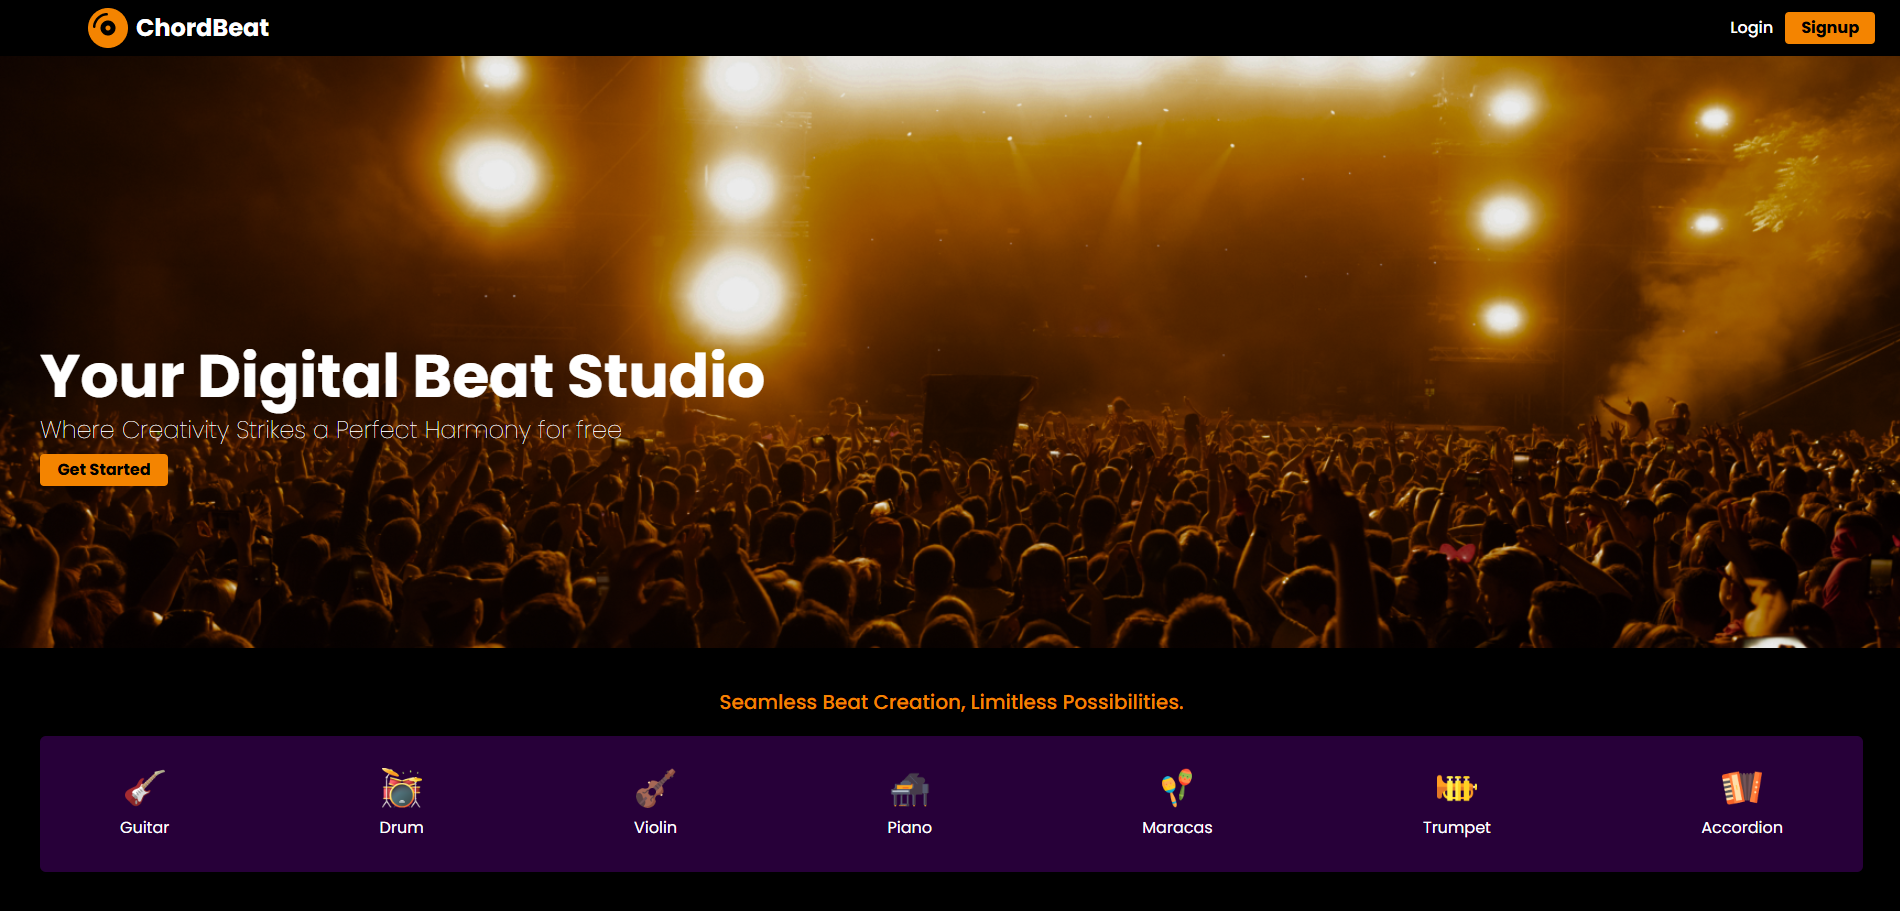 ChordBeat
Login
Signup
Your Digital Beat Studio
Where Creativity Strikes a Perfect Harmony for free
Get Started
Seamless Beat Creation, Limitless Possibilities.
Guitar
Drum
Violin
Piano
Maracas
Trumpet
Accordion